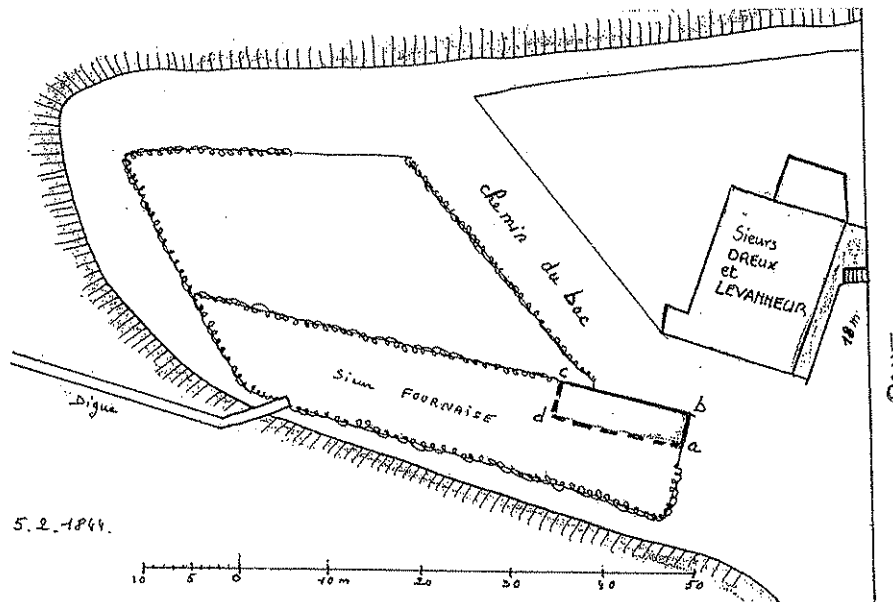 chemin du bac
Sieurs
DREUX
et
LEVANNEUR
18 m
c
b
Sieur FOURNAISE
d
a
Digue
5.2.1844.
10 5 0 10 m 20 30 40 50